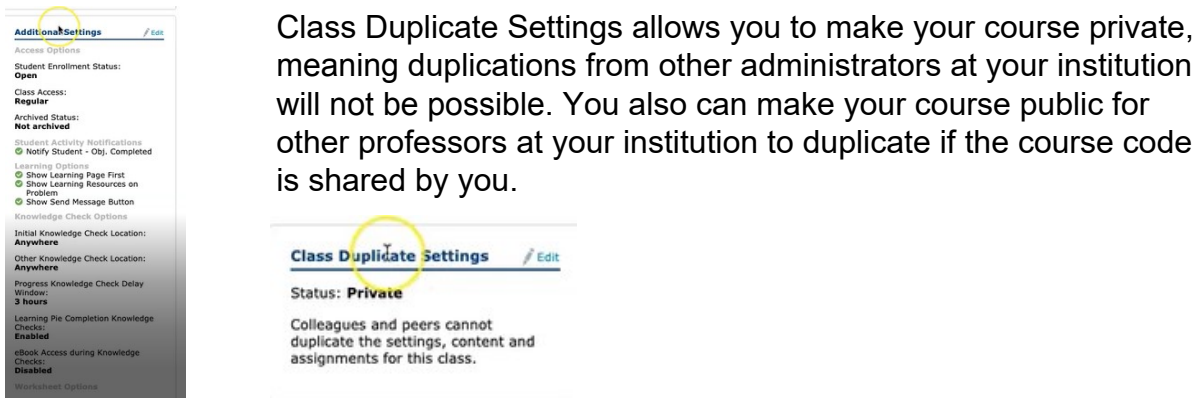 Additional Settings Edit
Access Options
Student Enrollment Status:
Open
Class Access:
Regular
Archived Status:
Not archived
Student Activity Notifications
Notify Student - Obj. Completed
Learning Options
Show Learning Page First
Show Learning Resources on
Problem
Show Send Message Button
Knowledge Check Options
Initial Knowledge Check Location:
Anywhere
Other Knowledge Check Location:
Anywhere
Progress Knowledge Check Delay
Window:
3 hours
Learning Pie Completion Knowledge
Checks:
Enabled
eBook Access during Knowledge
Checks:
Disabled
Worksheet Options
Class Duplicate Settings allows you to make your course private,
meaning duplications from other administrators at your institution
will not be possible. You also can make your course public for
other professors at your institution to duplicate if the course code
is shared by you.
Class Duplicate Settings Edit
Status: Private
Colleagues and peers cannot
duplicate the settings, content and
assignments for this class.